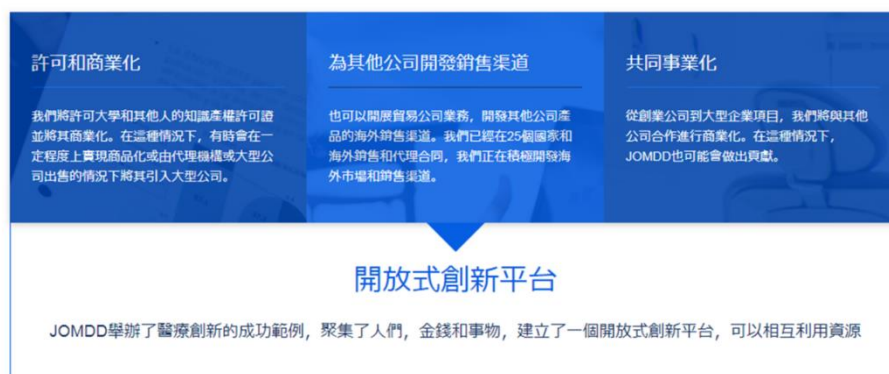 許可和商業化
我們將許可大學和其他人的知識產權許可證
並將其商業化。在這種情況下，有時會在一
定程度上實現商品化或由代理機構或大型公
司出售的情況下將其引入大型公司。
為其他公司開發銷售渠道
也可以開展貿易公司業務，開發其他公司產
品的海外銷售渠道。我們已經在25個國家和
海外銷售和代理合同，我們正在積極開發海
外市場和銷售渠道。
共同事業化
從創業公司到大型企業項目，我們將與其他
公司合作進行商業化。在這種情況下，
JOMDD也可能會做出貢獻。
開放式創新平台
JOMDD舉辦了醫療創新的成功範例，聚集了人們，金錢和事物，建立了一個開放式創新平台，可以相互利用資源